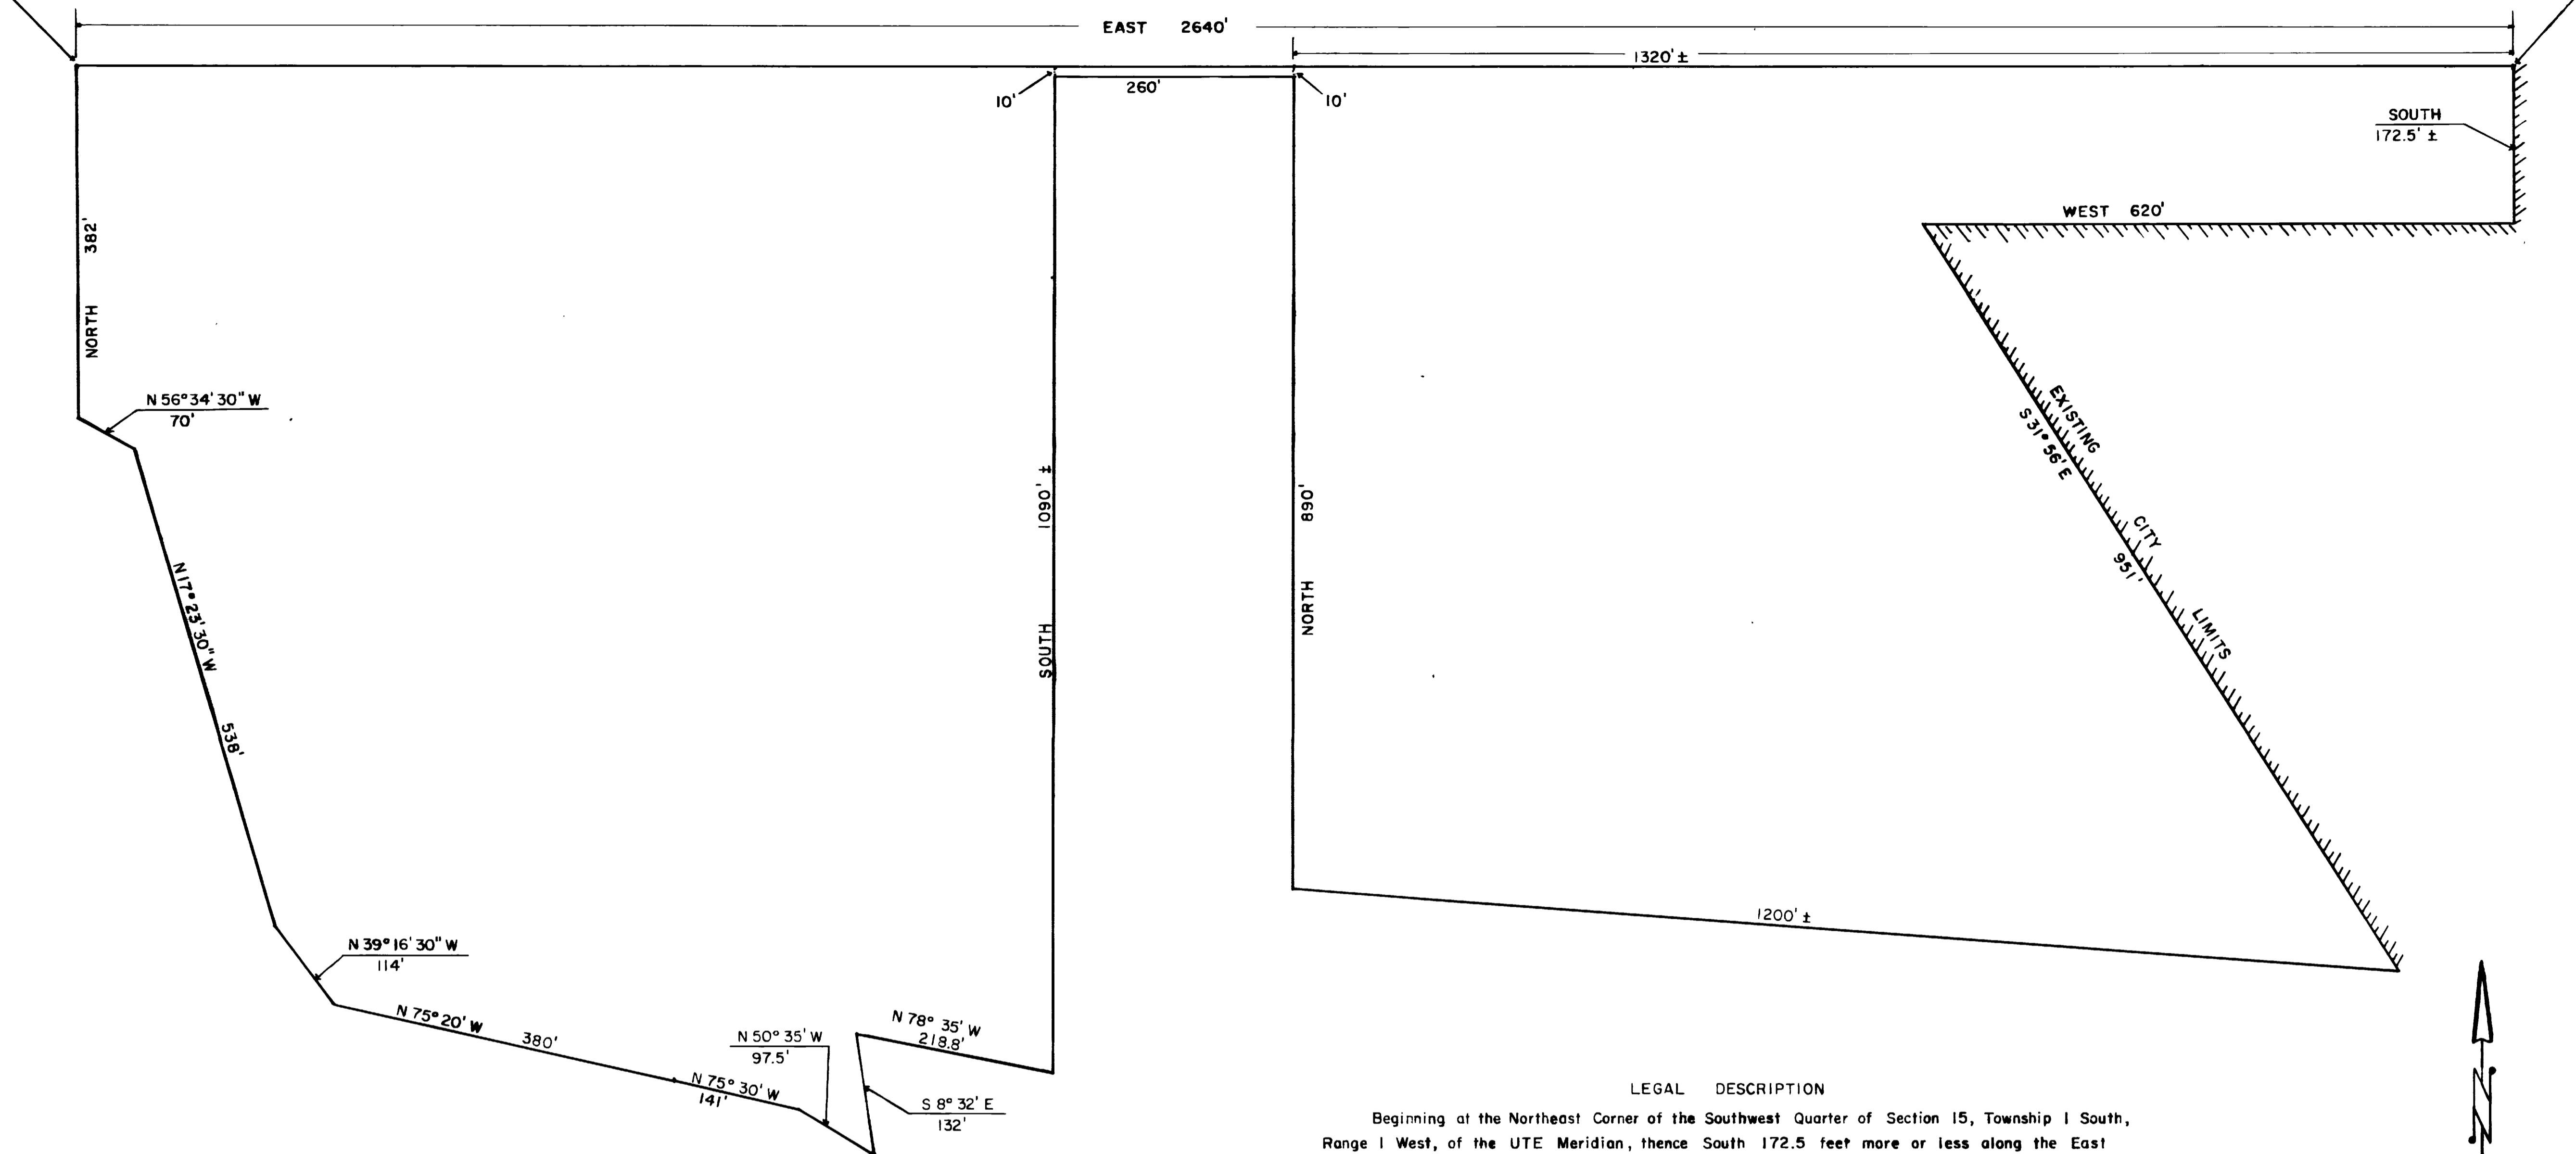 EAST 2640'
1320' ±
10'
260'
10'
SOUTH
172.5' ±
WEST 620'
NORTH 382'
N 56° 34' 30" W
70'
EXISTING CITY LIMITS
S 31° 56' E 951'
SOUTH 1090' ±
NORTH 890'
N 17° 23' 30" W 538'
1200' ±
N 39° 16' 30" W
114'
N 75° 20' W 380'
N 78° 35' W
218.8'
N 50° 35' W
97.5'
N 75° 30' W
141'
S 8° 32' E
132'
N
LEGAL DESCRIPTION
Beginning at the Northeast Corner of the Southwest Quarter of Section 15, Township 1 South,
Range 1 West, of the UTE Meridian, thence South 172.5 feet more or less along the East